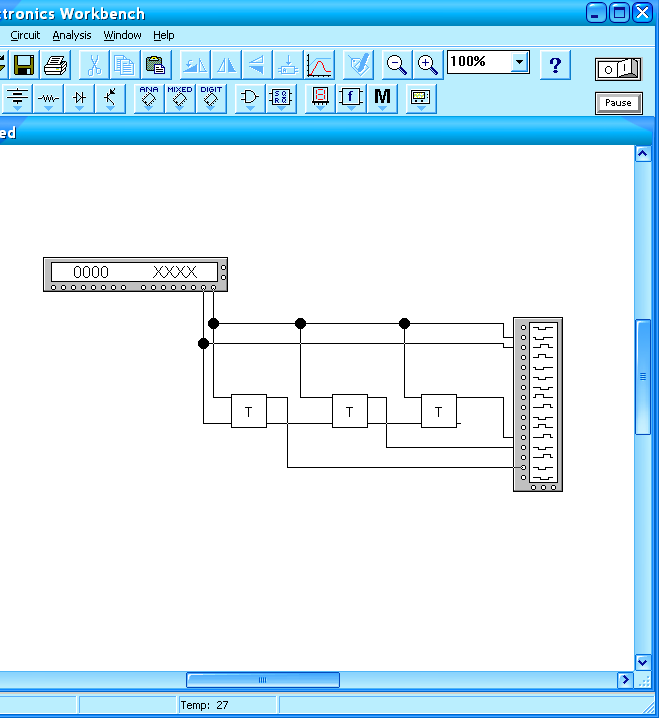 ctronics Workbench
Circuit Analysis Window Help
100% ?
Pause
ANA MIXED DIGIT S Q R Q f M
ed
0000 XXXX
T T T
Temp: 27